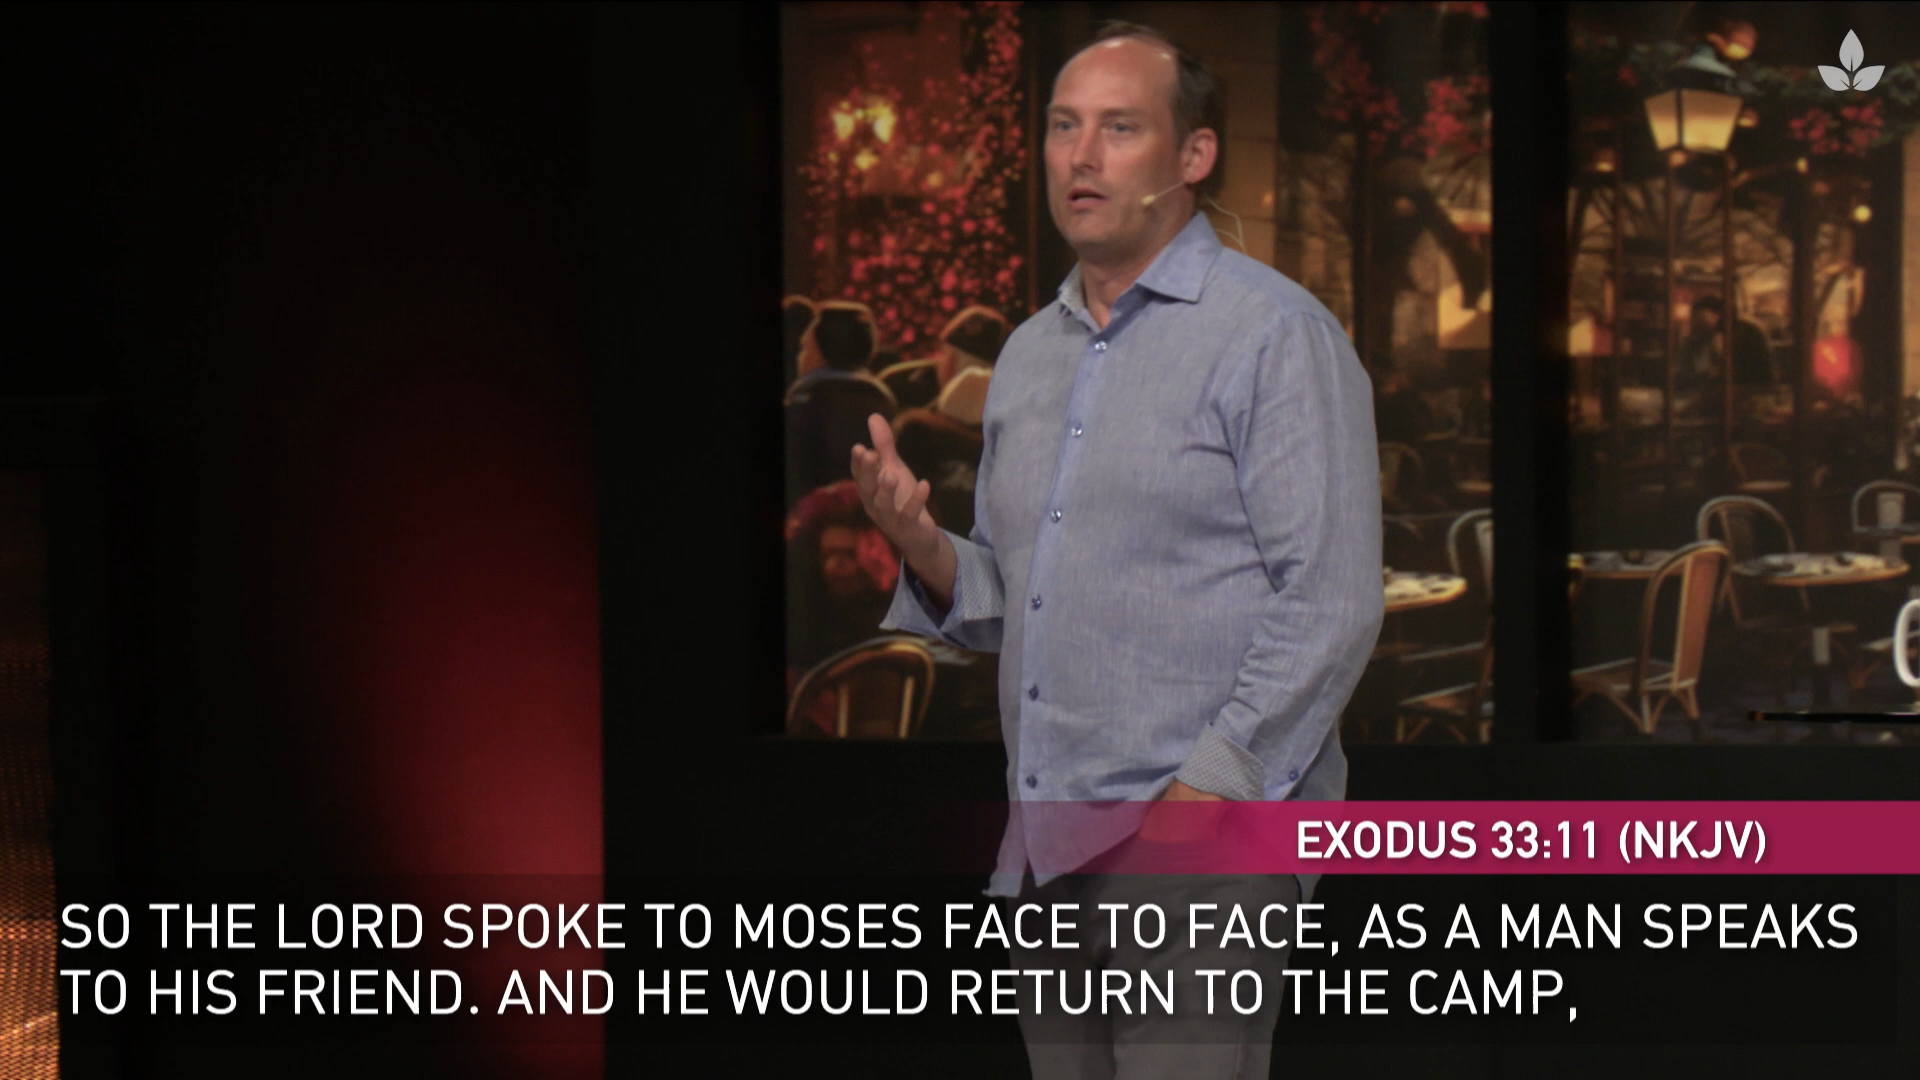 EXODUS 33:11 (NKJV)
SO THE LORD SPOKE TO MOSES FACE TO FACE, AS A MAN SPEAKS
TO HIS FRIEND. AND HE WOULD RETURN TO THE CAMP,